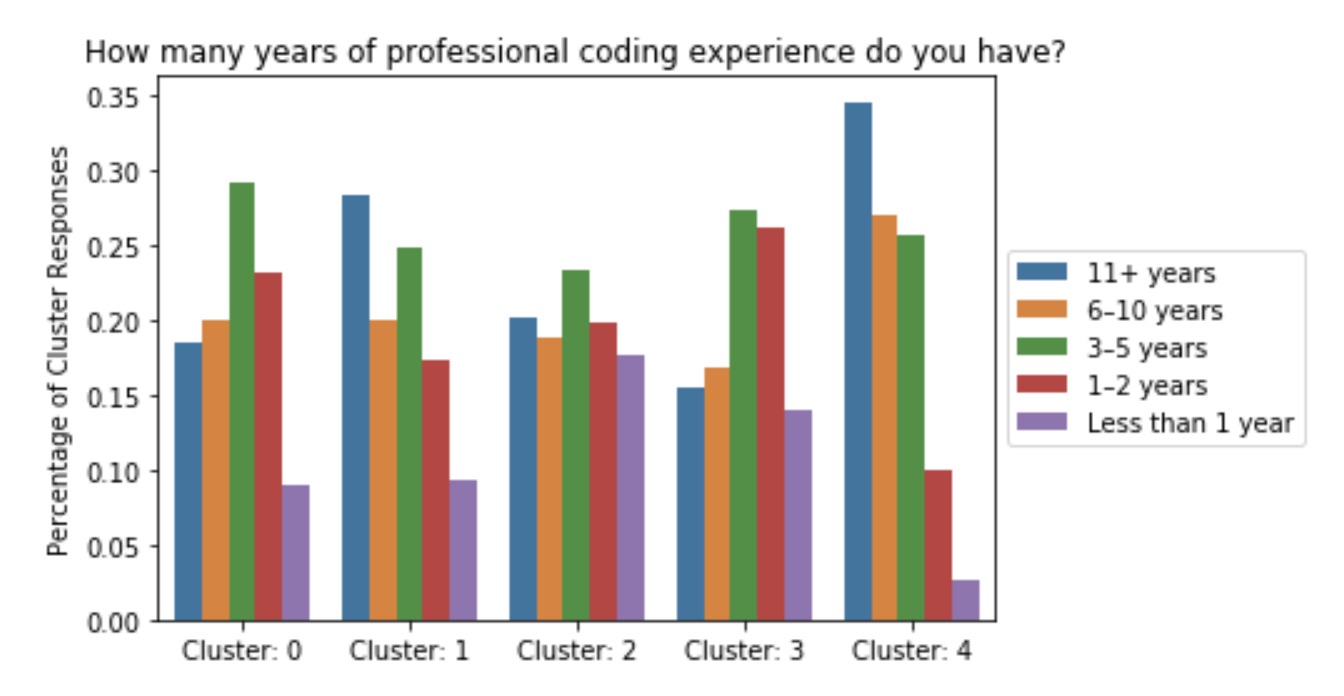 How many years of professional coding experience do you have?
Percentage of Cluster Responses
0.35
0.30
0.25
0.20
0.15
0.10
0.05
0.00
Cluster: 0
Cluster: 1
Cluster: 2
Cluster: 3
Cluster: 4
11+ years
6–10 years
3–5 years
1–2 years
Less than 1 year